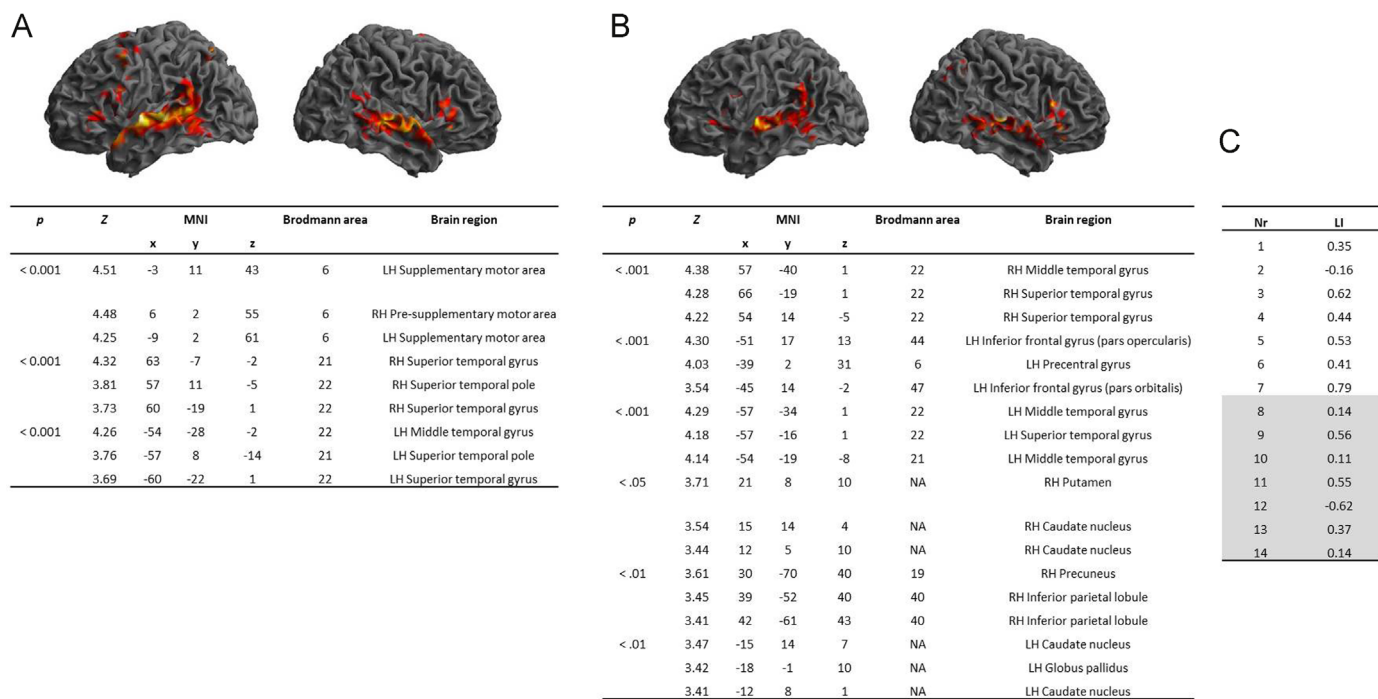 A
B
C
p Z MNI Brodmann area Brain region
x y z
< 0.001 4.51 -3 11 43 6 LH Supplementary motor area
4.48 6 2 55 6 RH Pre-supplementary motor area
4.25 -9 2 61 6 LH Supplementary motor area
< 0.001 4.32 63 -7 -2 21 RH Superior temporal gyrus
3.81 57 11 -5 22 RH Superior temporal pole
3.73 60 -19 1 22 RH Superior temporal gyrus
< 0.001 4.26 -54 -28 -2 22 LH Middle temporal gyrus
3.76 -57 8 -14 21 LH Superior temporal pole
3.69 -60 -22 1 22 LH Superior temporal gyrus
p Z MNI Brodmann area Brain region
x y z
< .001 4.38 57 -40 1 22 RH Middle temporal gyrus
4.28 66 -19 1 22 RH Superior temporal gyrus
4.22 54 14 -5 22 RH Superior temporal gyrus
< .001 4.30 -51 17 13 44 LH Inferior frontal gyrus (pars opercularis)
4.03 -39 2 31 6 LH Precentral gyrus
3.54 -45 14 -2 47 LH Inferior frontal gyrus (pars orbitalis)
< .001 4.29 -57 -34 1 22 LH Middle temporal gyrus
4.18 -57 -16 1 22 LH Superior temporal gyrus
4.14 -54 -19 -8 21 LH Middle temporal gyrus
< .05 3.71 21 8 10 NA RH Putamen
3.54 15 14 4 NA RH Caudate nucleus
3.44 12 5 10 NA RH Caudate nucleus
< .01 3.61 30 -70 40 19 RH Precuneus
3.45 39 -52 40 40 RH Inferior parietal lobule
3.41 42 -61 43 40 RH Inferior parietal lobule
< .01 3.47 -15 14 7 NA LH Caudate nucleus
3.42 -18 -1 10 NA LH Globus pallidus
3.41 -12 8 1 NA LH Caudate nucleus
Nr LI
1 0.35
2 -0.16
3 0.62
4 0.44
5 0.53
6 0.41
7 0.79
8 0.14
9 0.56
10 0.11
11 0.55
12 -0.62
13 0.37
14 0.14